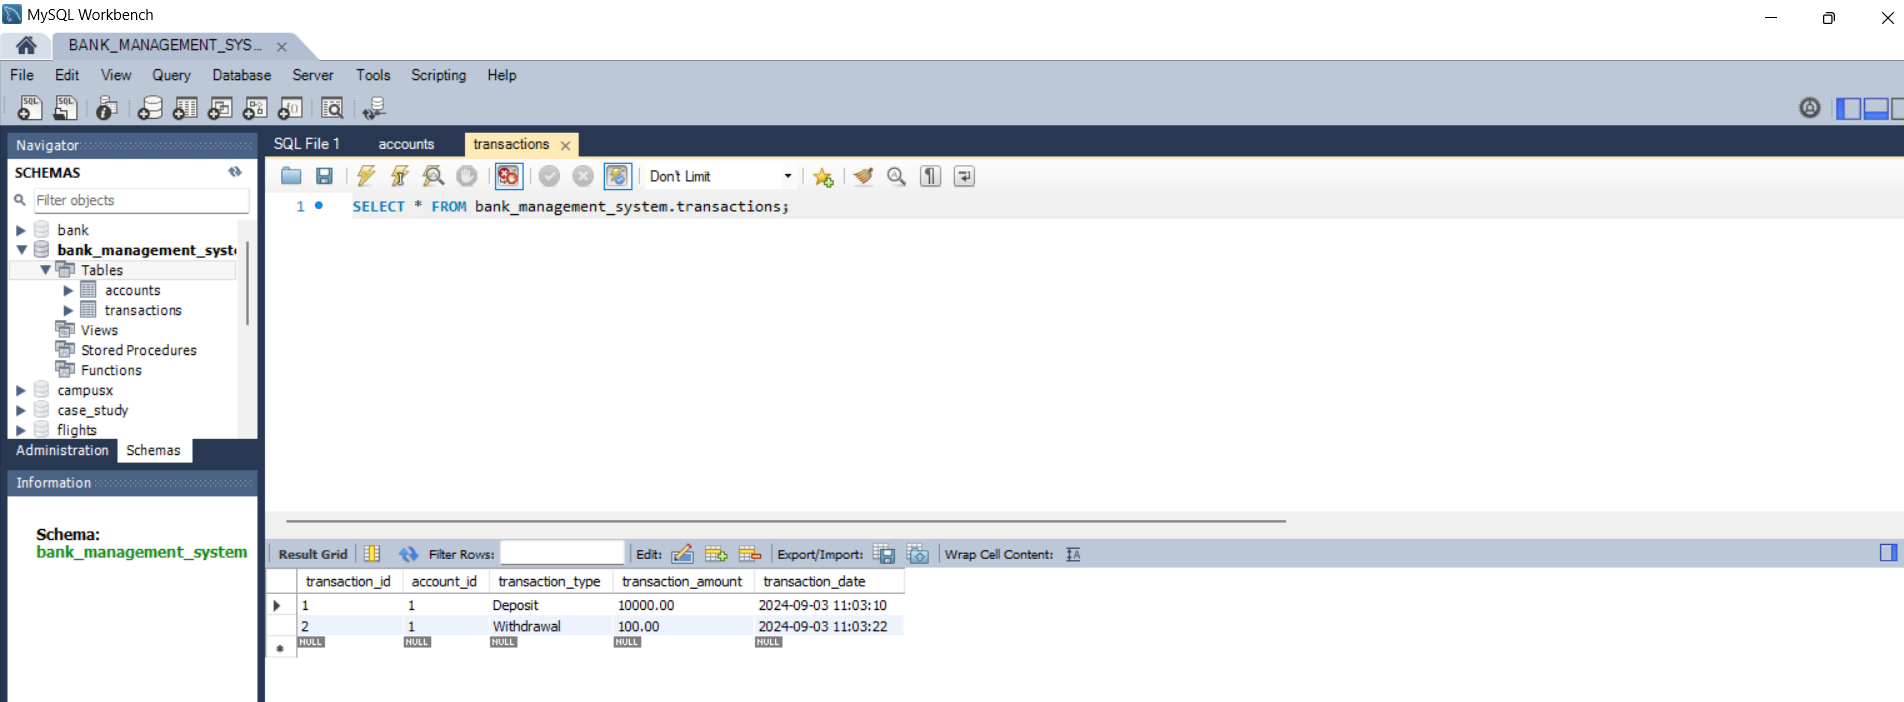 MySQL Workbench
BANK_MANAGEMENT_SYS...
File Edit View Query Database Server Tools Scripting Help
Navigator
SQL File 1 accounts transactions
SCHEMAS
Filter objects
Don't Limit
1 SELECT * FROM bank_management_system.transactions;
bank
bank_management_syst
Tables
accounts
transactions
Views
Stored Procedures
Functions
campusx
case_study
flights
Administration Schemas
Information
Schema:
bank_management_system
Result Grid Filter Rows: Edit: Export/Import: Wrap Cell Content:
transaction_id account_id transaction_type transaction_amount transaction_date
1 1 Deposit 10000.00 2024-09-03 11:03:10
2 1 Withdrawal 100.00 2024-09-03 11:03:22
NULL NULL NULL NULL NULL